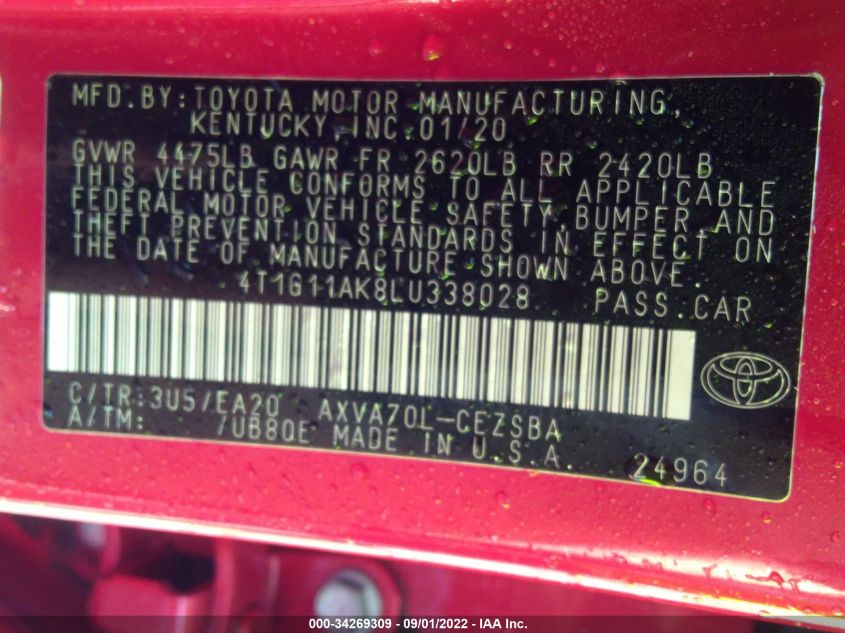 MFD.BY:TOYOTA MOTOR MANUFACTURING,
KENTUCKY,INC.01/20
GVWR 4475LB GAWR FR 2620LB RR 2420LB
THIS VEHICLE CONFORMS TO ALL APPLICABLE
FEDERAL MOTOR VEHICLE SAFETY,BUMPER,AND
THEFT PREVENTION STANDARDS IN EFFECT ON
THE DATE OF MANUFACTURE SHOWN ABOVE.
4T1G11AK8LU338028 PASS.CAR
C/TR:3U5/EA20 AXVA70L-CEZSBA
A/TM: /UB80E MADE IN U.S.A.
24964
000-34269309 - 09/01/2022 - IAA Inc.